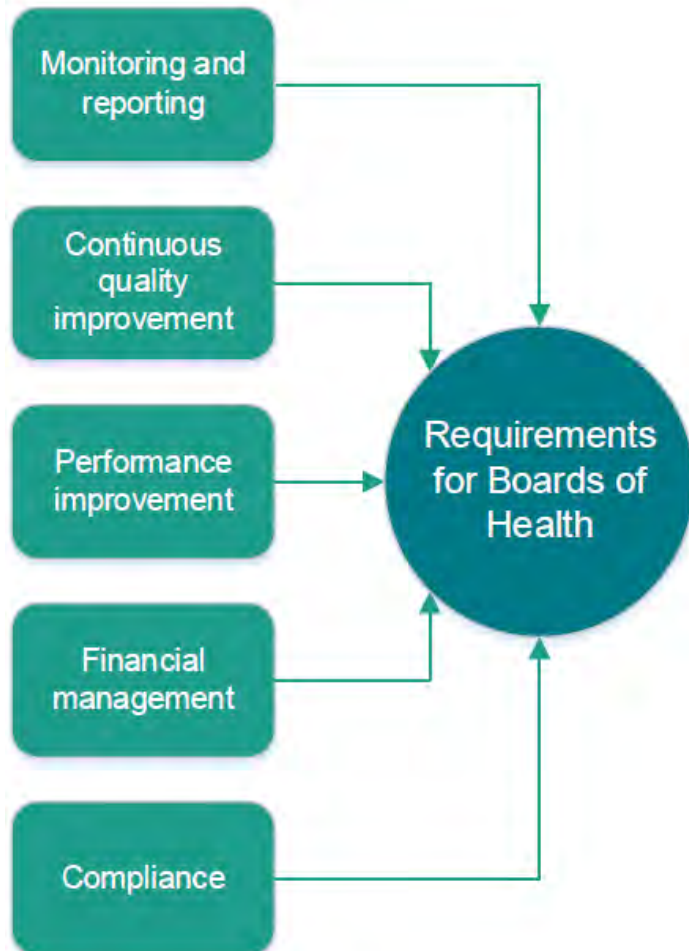 Monitoring and
reporting
Continuous
quality
improvement
Performance
improvement
Requirements
for Boards of
Health
Financial
management
Compliance